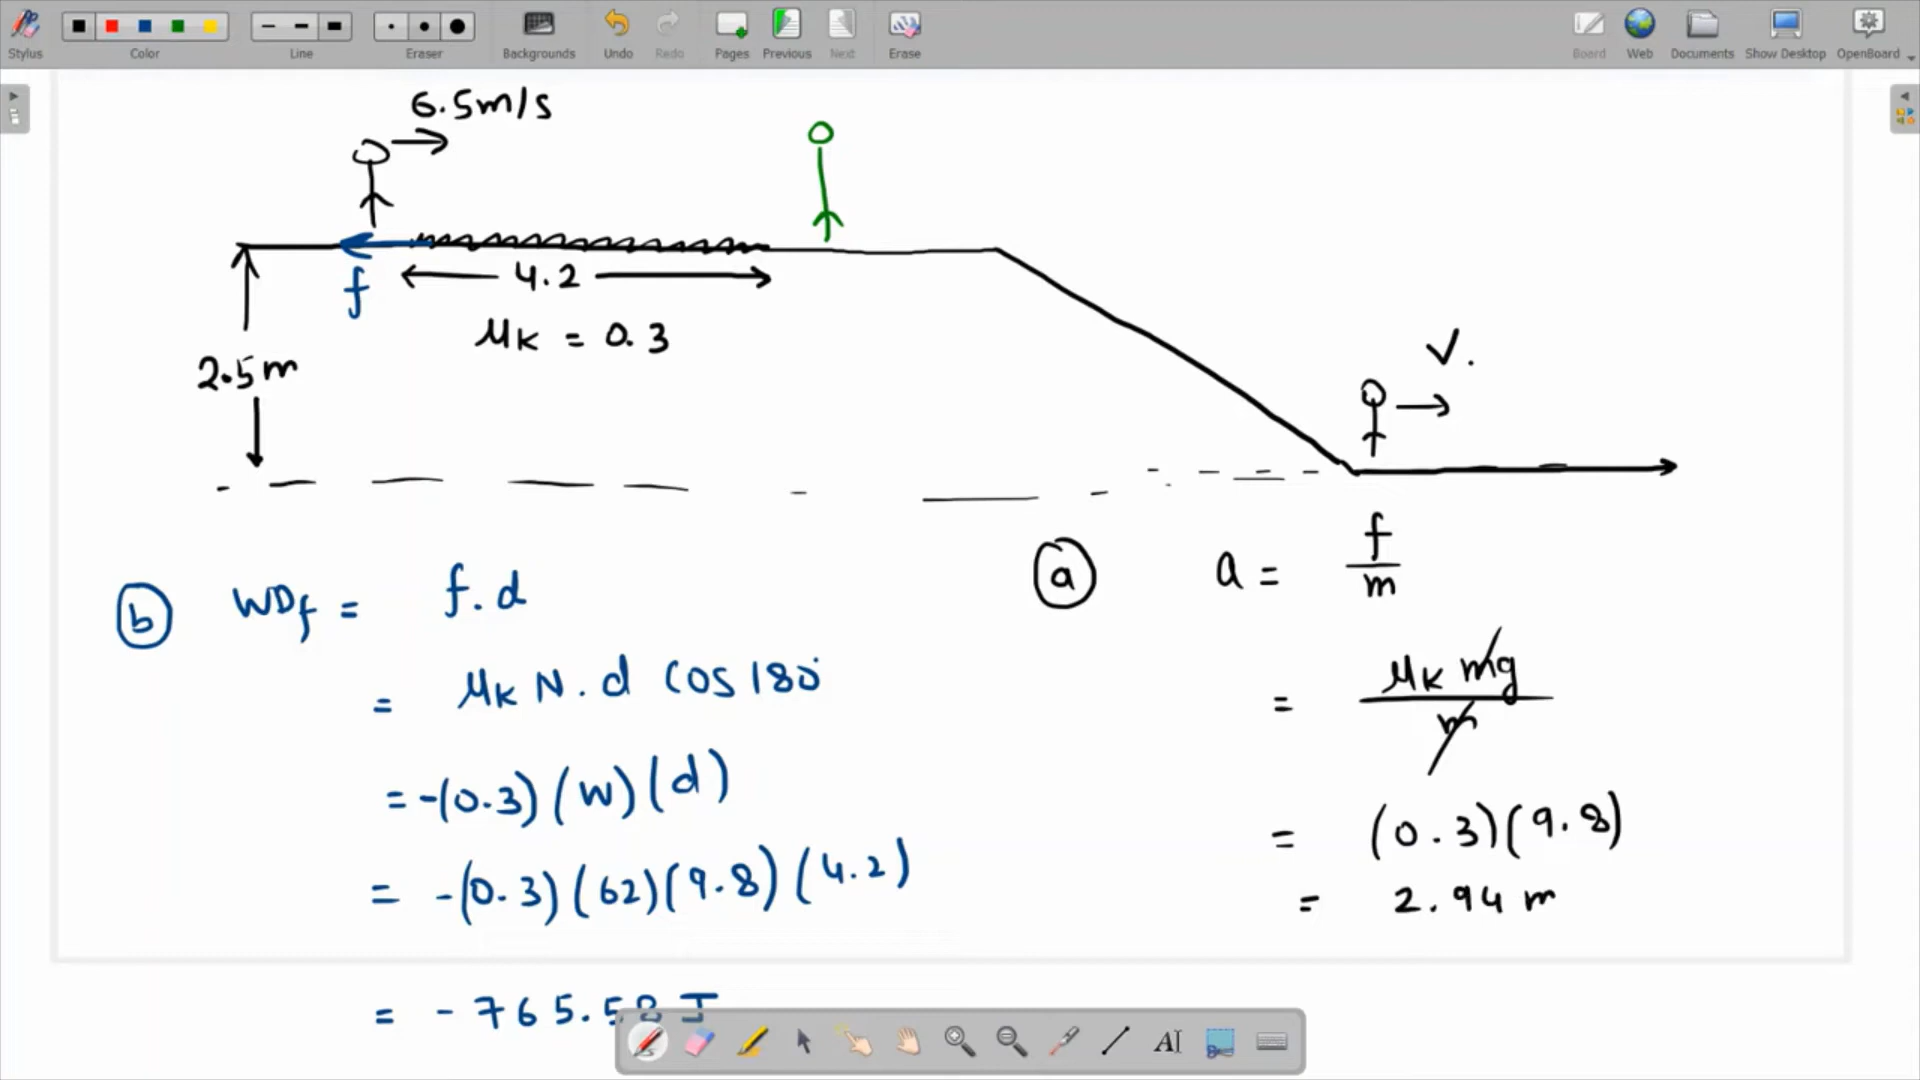 Stylus Color Line Eraser Backgrounds Undo Redo Pages Previous Next Erase Board Web Documents Show Desktop OpenBoard
6.5m/s
f
4.2
μk = 0.3
2.5m
V.
ⓑ WDf = f.d
= μk N.d cos 180°
= -(0.3)(w)(d)
= -(0.3)(62)(9.8)(4.2)
= - 765.58 J
ⓐ a = f/m
= μk mg/m
= (0.3)(9.8)
= 2.94 m
AI